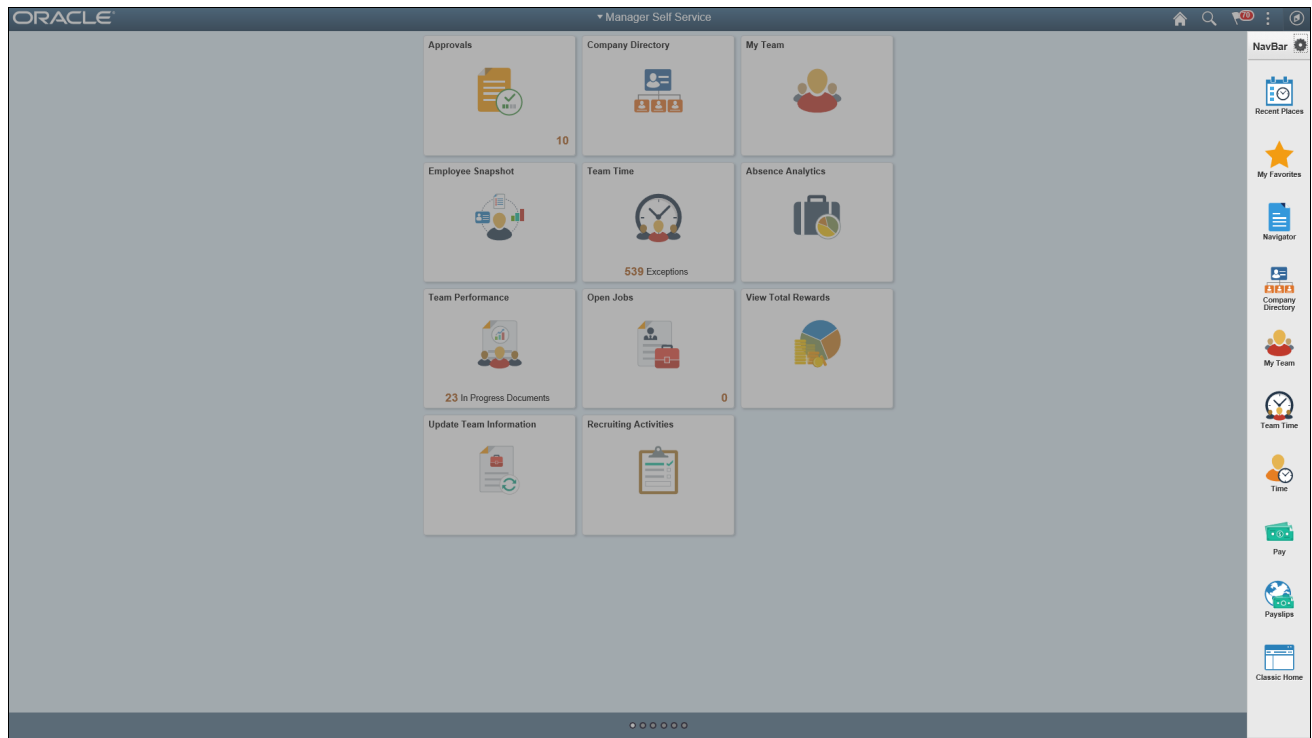 ORACLE
Manager Self Service
70
NavBar
Approvals
10
Company Directory
My Team
Employee Snapshot
Team Time
539 Exceptions
Absence Analytics
Team Performance
23 In Progress Documents
Open Jobs
0
View Total Rewards
Update Team Information
Recruiting Activities
Recent Places
My Favorites
Navigator
Company
Directory
My Team
Team Time
Time
Pay
Payslips
Classic Home